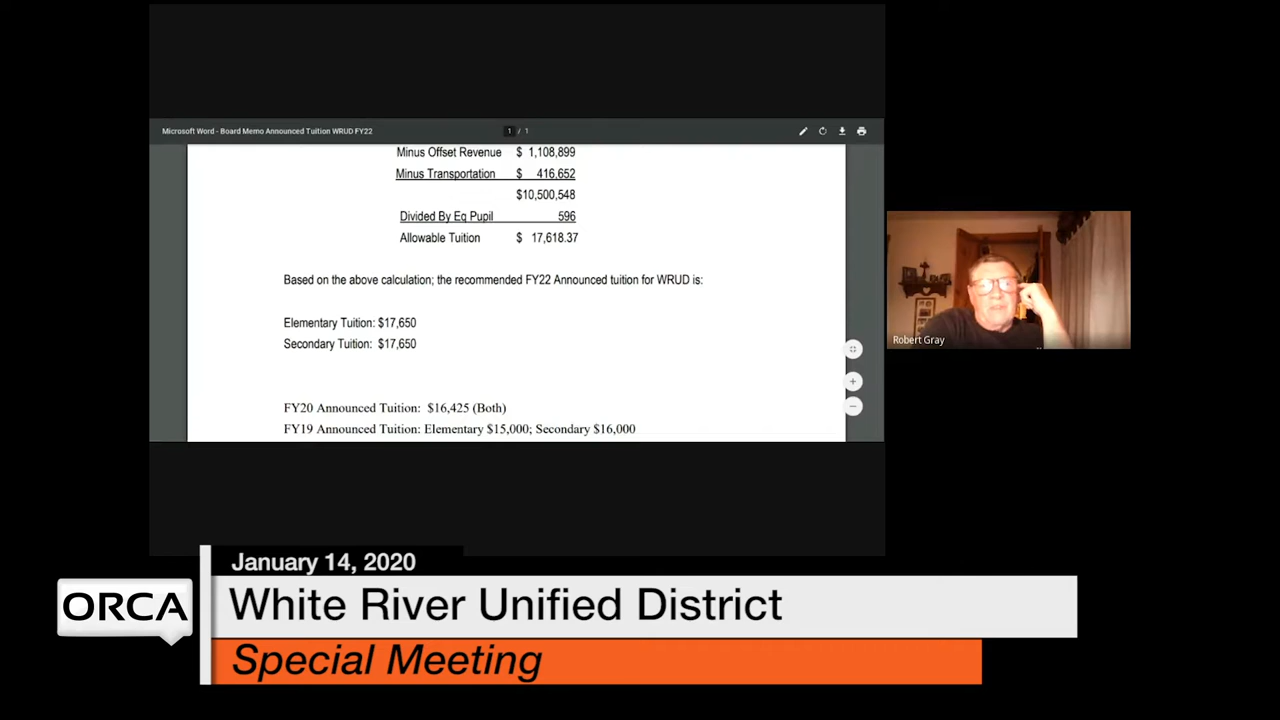 Microsoft Word - Board Memo Announced Tuition WRUD FY22 1 / 1
Minus Offset Revenue $ 1,108,899
Minus Transportation $ 416,652
$10,500,548
Divided By Eq Pupil 596
Allowable Tuition $ 17,618.37
Based on the above calculation; the recommended FY22 Announced tuition for WRUD is:
Elementary Tuition: $17,650
Secondary Tuition: $17,650
FY20 Announced Tuition: $16,425 (Both)
FY19 Announced Tuition: Elementary $15,000; Secondary $16,000
Robert Gray
January 14, 2020
ORCA
White River Unified District
Special Meeting